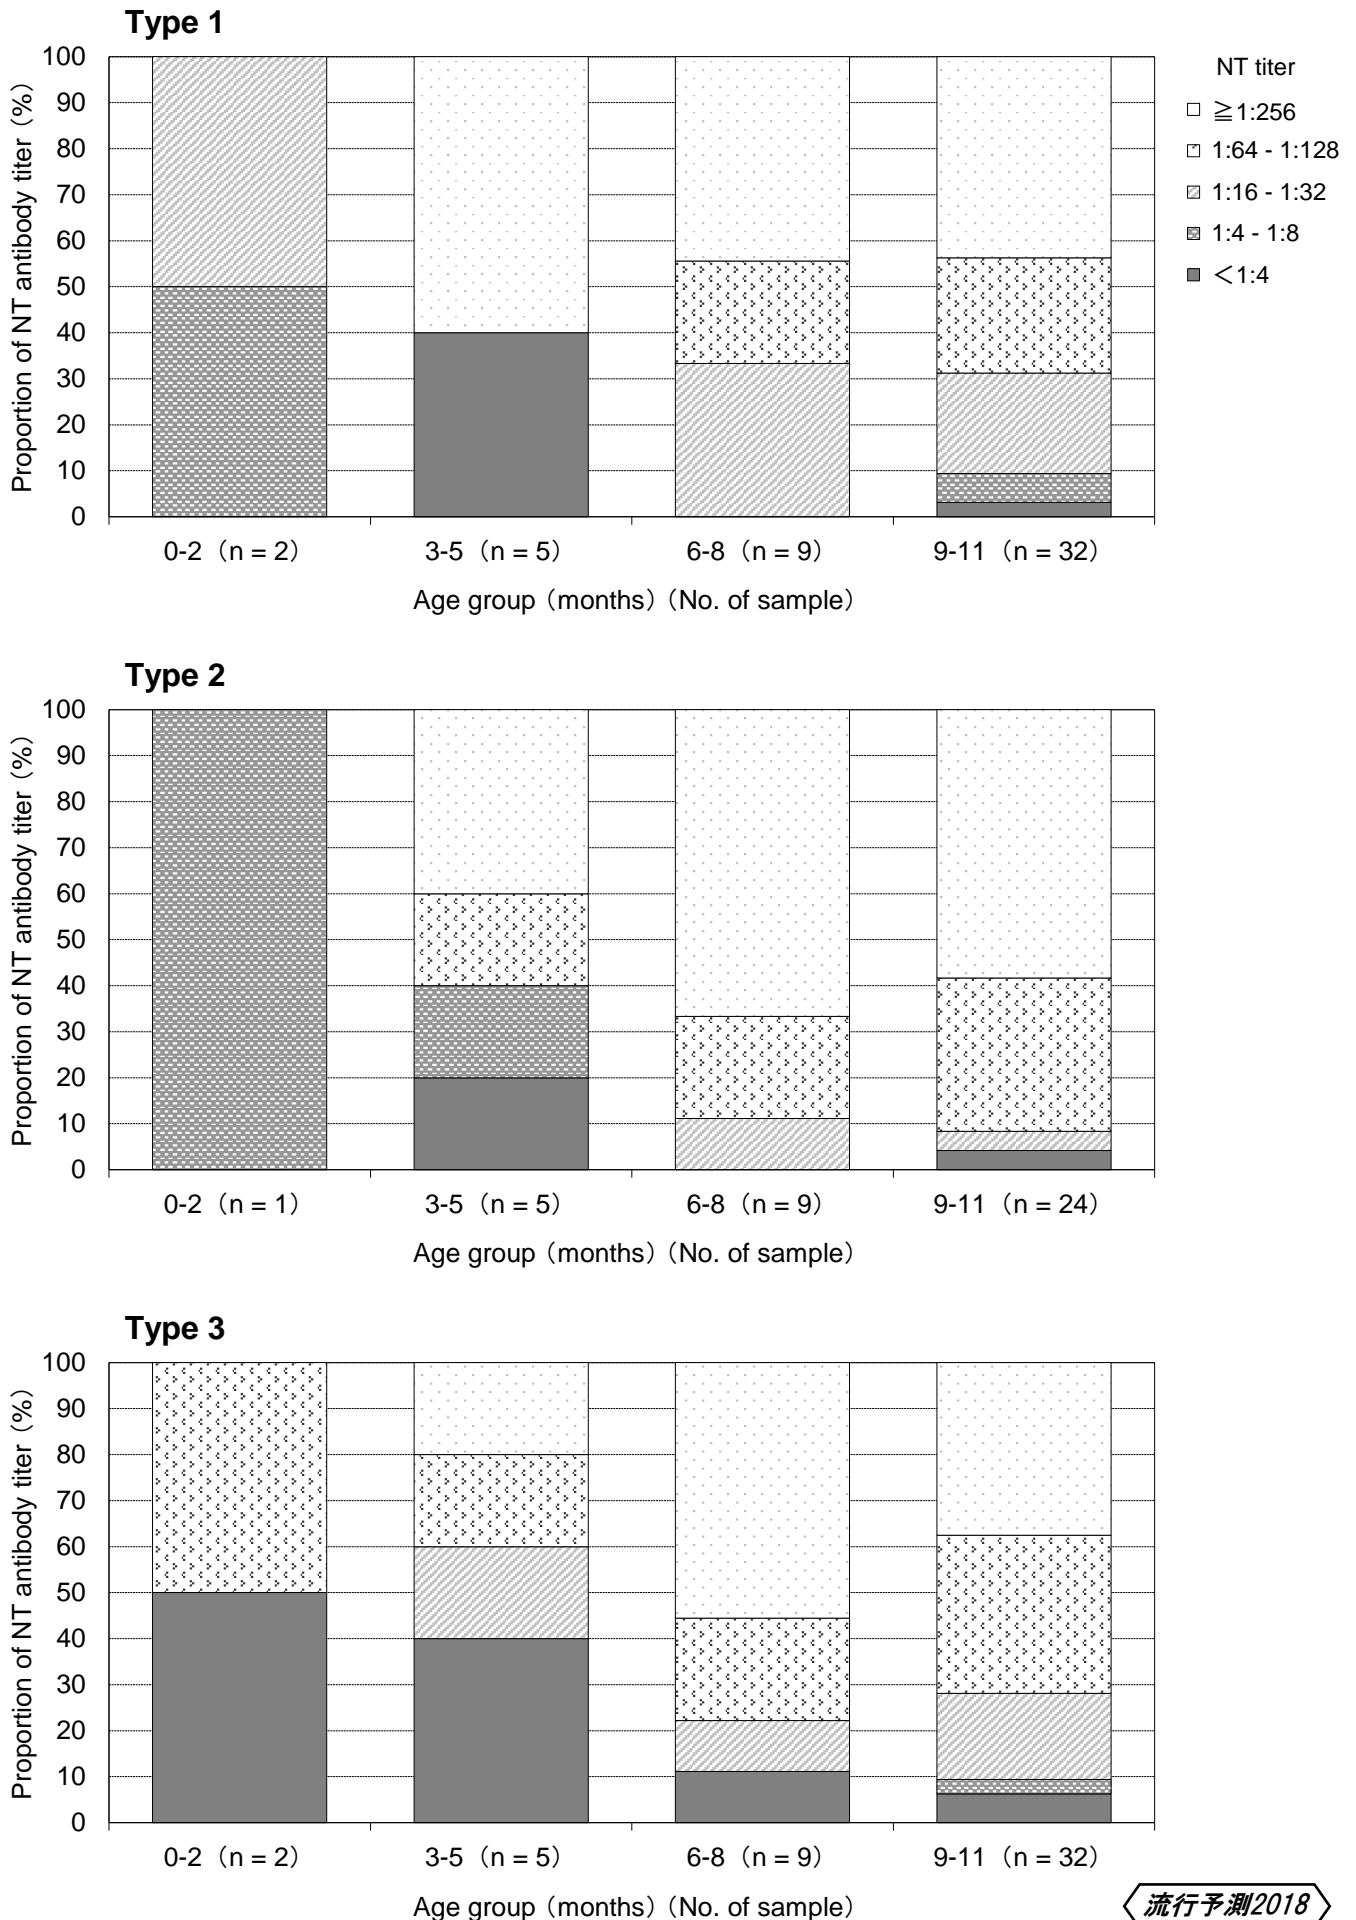 Type 1
Proportion of NT antibody titer（%）
100
90
80
70
60
50
40
30
20
10
0
0-2（n = 2）
3-5（n = 5）
6-8（n = 9）
9-11（n = 32）
Age group（months）（No. of sample）
NT titer
≧1:256
1:64 - 1:128
1:16 - 1:32
1:4 - 1:8
＜1:4
Type 2
Proportion of NT antibody titer（%）
100
90
80
70
60
50
40
30
20
10
0
0-2（n = 1）
3-5（n = 5）
6-8（n = 9）
9-11（n = 24）
Age group（months）（No. of sample）
Type 3
Proportion of NT antibody titer（%）
100
90
80
70
60
50
40
30
20
10
0
0-2（n = 2）
3-5（n = 5）
6-8（n = 9）
9-11（n = 32）
Age group（months）（No. of sample）
流行予測2018